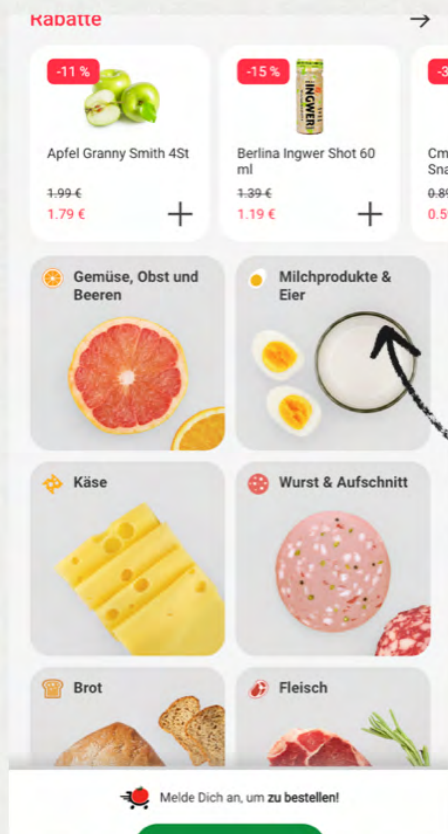 Rabatte
-11 %
Apfel Granny Smith 4St
1.99 €
1.79 €
-15 %
INGWER
Berlina Ingwer Shot 60
ml
1.39 €
1.19 €
Gemüse, Obst und
Beeren
Milchprodukte &
Eier
Käse
Wurst & Aufschnitt
Brot
Fleisch
Melde Dich an, um zu bestellen!